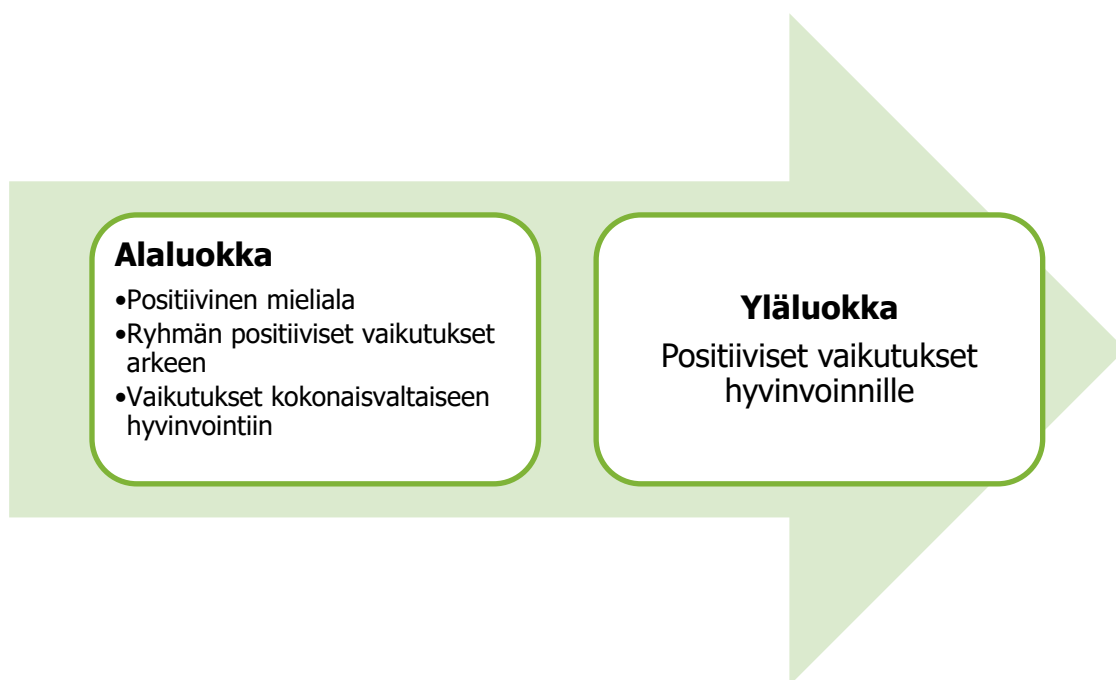 Alaluokka
•Positiivinen mieliala
•Ryhmän positiiviset vaikutukset
arkeen
•Vaikutukset kokonaisvaltaiseen
hyvinvointiin
Yläluokka
Positiiviset vaikutukset
hyvinvoinnille